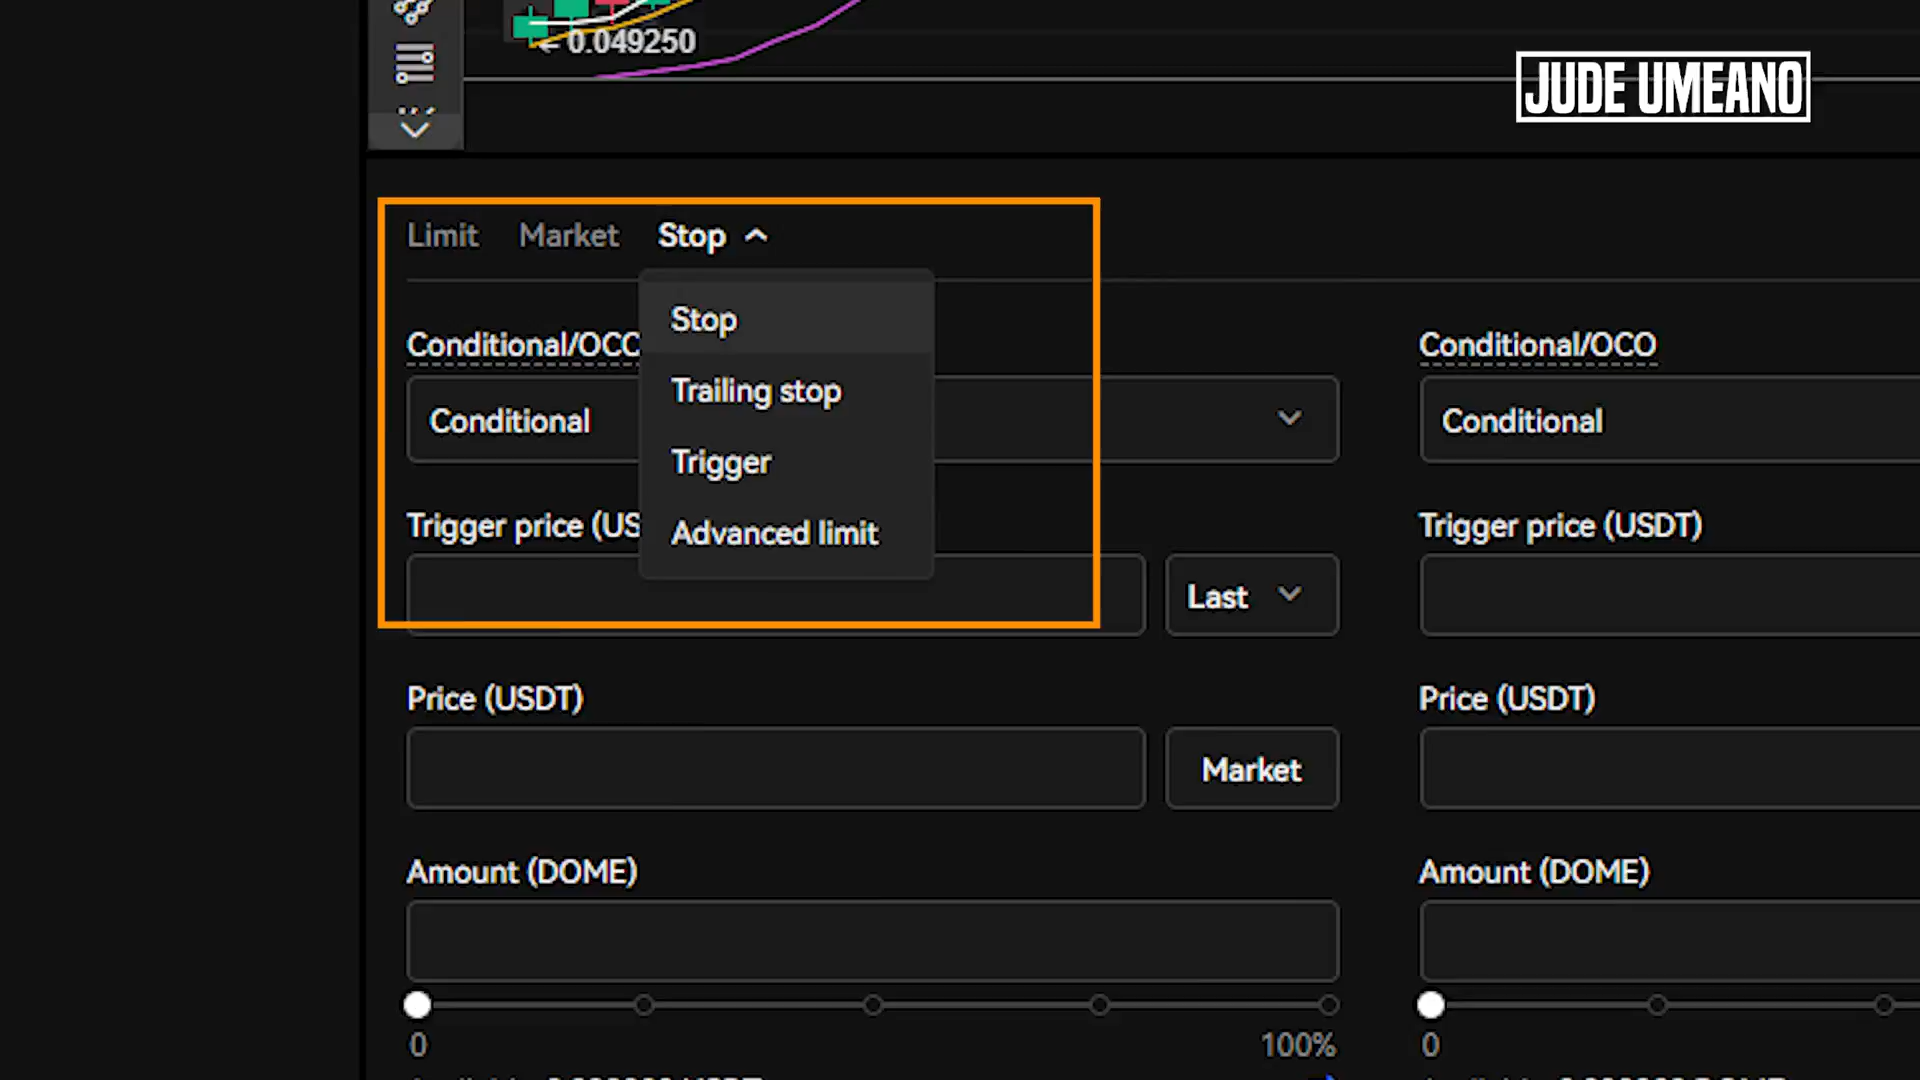 ← 0.049250
JUDE UMEANO
Limit Market Stop
Stop
Trailing stop
Trigger
Advanced limit
Conditional/OCO
Conditional
Trigger price (US
Last
Price (USDT)
Market
Amount (DOME)
0 100%
Conditional/OCO
Conditional
Trigger price (USDT)
Price (USDT)
Amount (DOME)
0